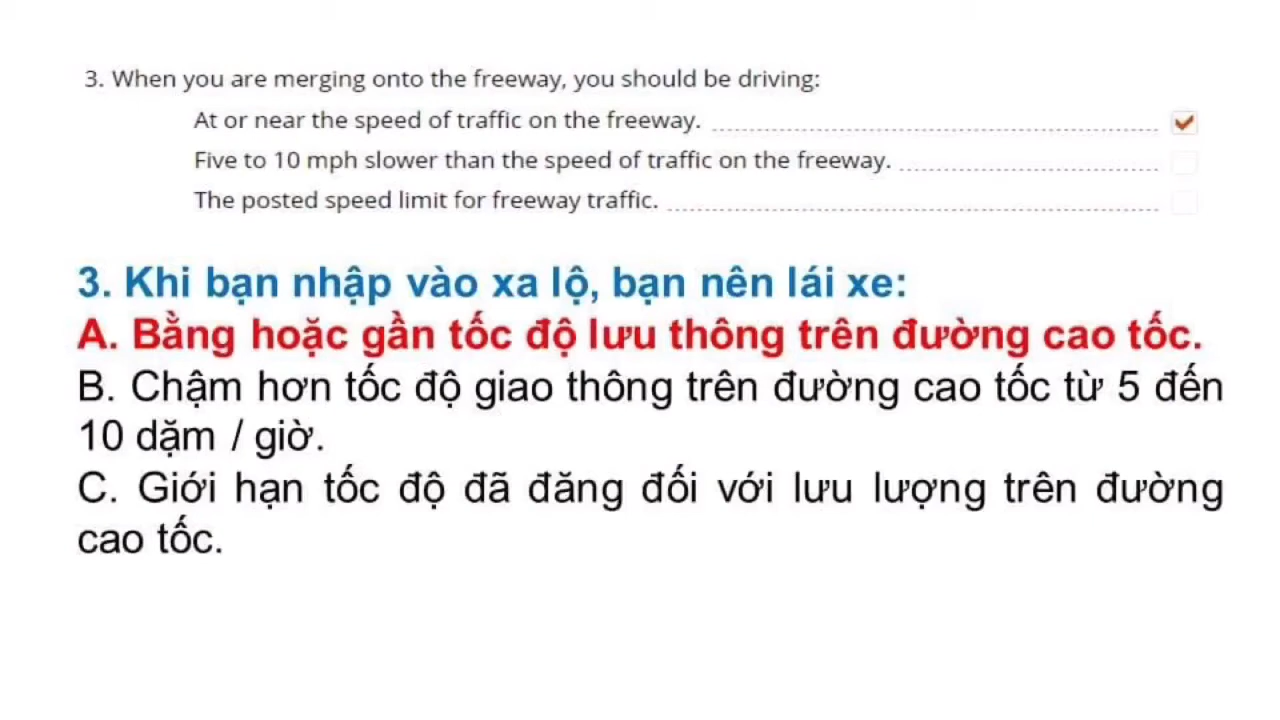 3. When you are merging onto the freeway, you should be driving:
At or near the speed of traffic on the freeway.
Five to 10 mph slower than the speed of traffic on the freeway.
The posted speed limit for freeway traffic.
3. Khi bạn nhập vào xa lộ, bạn nên lái xe:
A. Bằng hoặc gần tốc độ lưu thông trên đường cao tốc.
B. Chậm hơn tốc độ giao thông trên đường cao tốc từ 5 đến
10 dặm / giờ.
C. Giới hạn tốc độ đã đăng đối với lưu lượng trên đường
cao tốc.